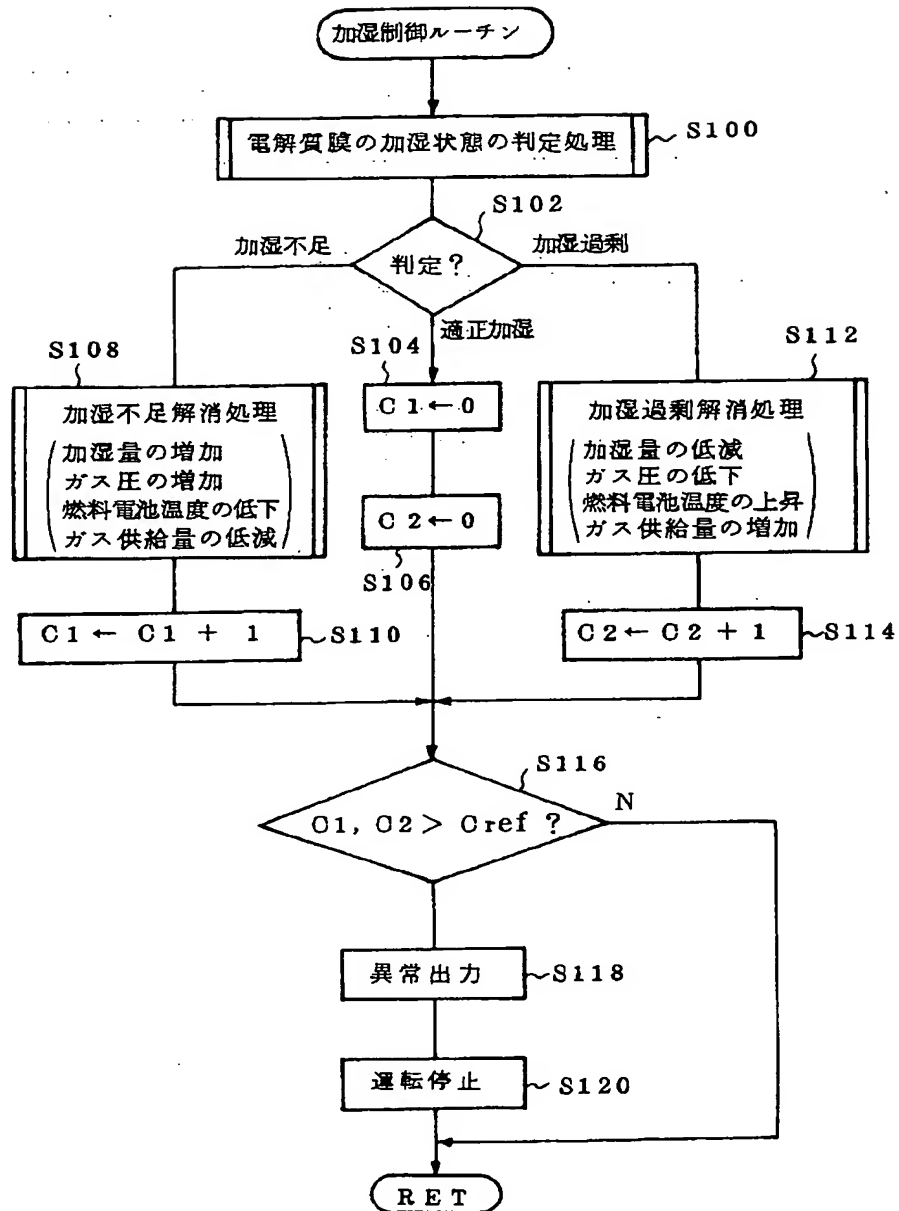 加湿制御ルーチン
電解質膜の加湿状態の判定処理
S100
S102
加湿不足
判定?
加湿過剰
適正加湿
S108
加湿不足解消処理
加湿量の増加
ガス圧の増加
燃料電池温度の低下
ガス供給量の低減
S104
C1←0
C2←0
S106
S112
加湿過剰解消処理
加湿量の低減
ガス圧の低下
燃料電池温度の上昇
ガス供給量の増加
C1 ← C1 + 1
S110
C2← C2 + 1
S114
S116
C1, C2 > Cref ?
N
異常出力
S118
運転停止
S120
RET